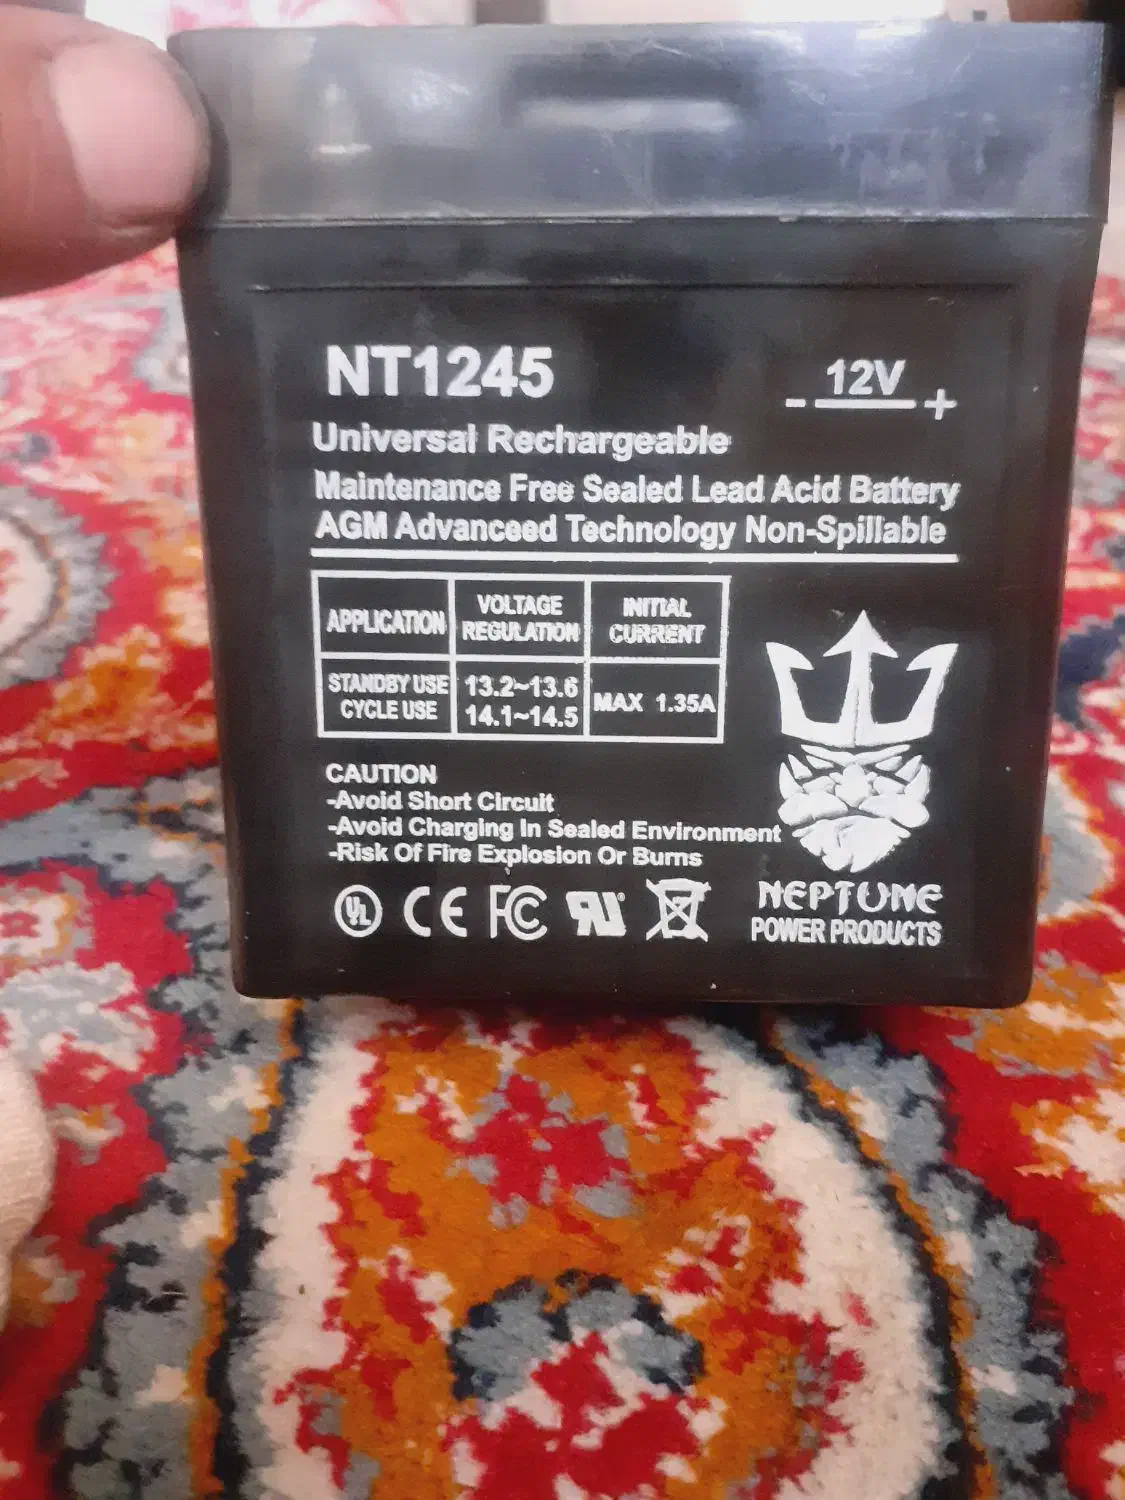 NT1245
- 12V +
Universal Rechargeable
Maintenance Free Sealed Lead Acid Battery
AGM Advanceed Technology Non-Spillable
APPLICATION VOLTAGE REGULATION INITIAL CURRENT
STANDBY USE 13.2~13.6 MAX 1.35A
CYCLE USE 14.1~14.5
CAUTION
-Avoid Short Circuit
-Avoid Charging In Sealed Environment
-Risk Of Fire Explosion Or Burns
UL CE FC RU
NEPTUNE
POWER PRODUCTS